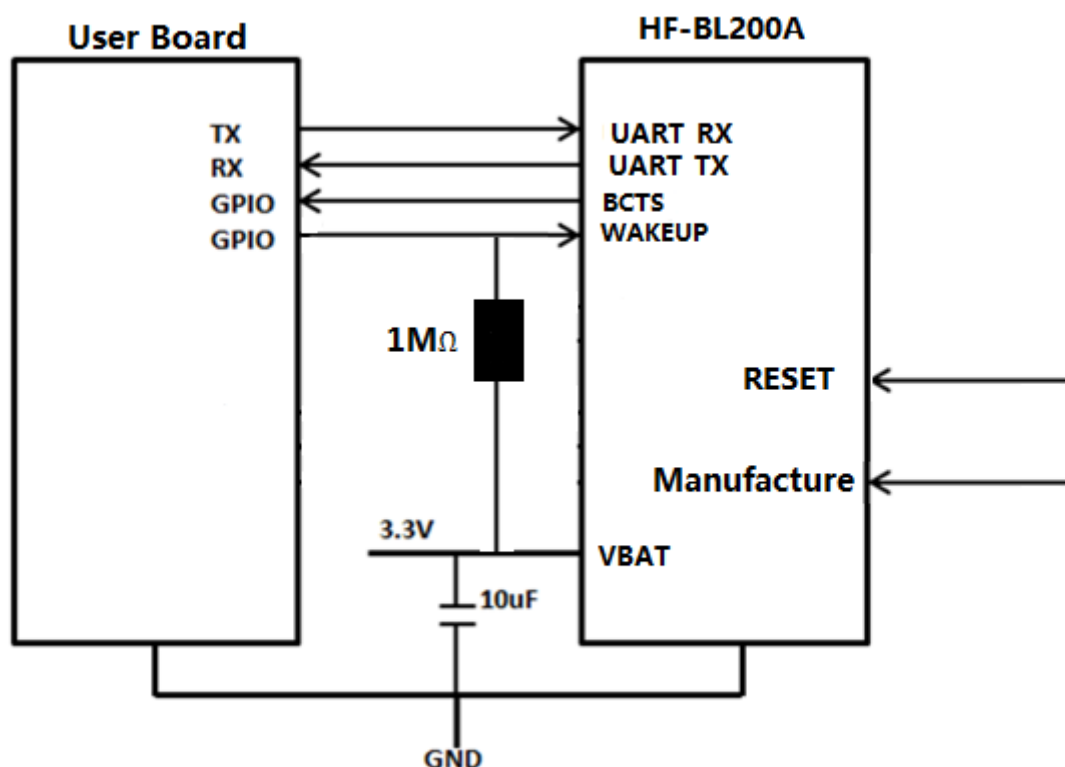 User Board
HF-BL200A
TX
UART RX
RX
UART TX
GPIO
BCTS
GPIO
WAKEUP
1MΩ
RESET
Manufacture
3.3V
VBAT
10uF
GND